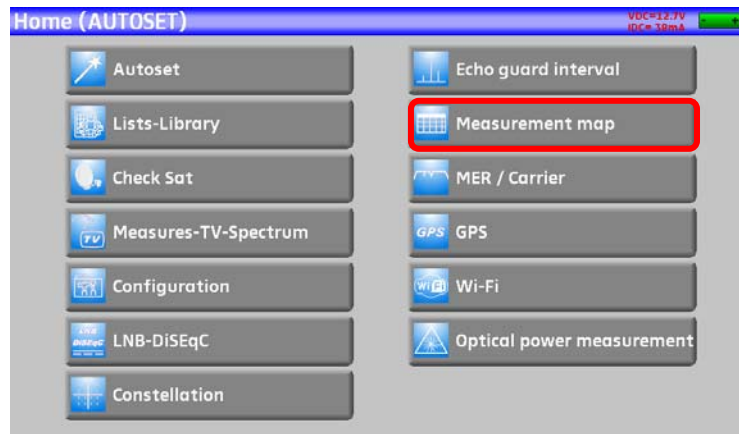 Home (AUTOSET)
VDC=12.7V
IDC= 38mA
- +
Autoset
Lists-Library
Check Sat
TV
Measures-TV-Spectrum
Configuration
LNB
DiSEqC
LNB-DiSEqC
Constellation
Echo guard interval
Measurement map
MER / Carrier
GPS GPS
WiFi Wi-Fi
Optical power measurement